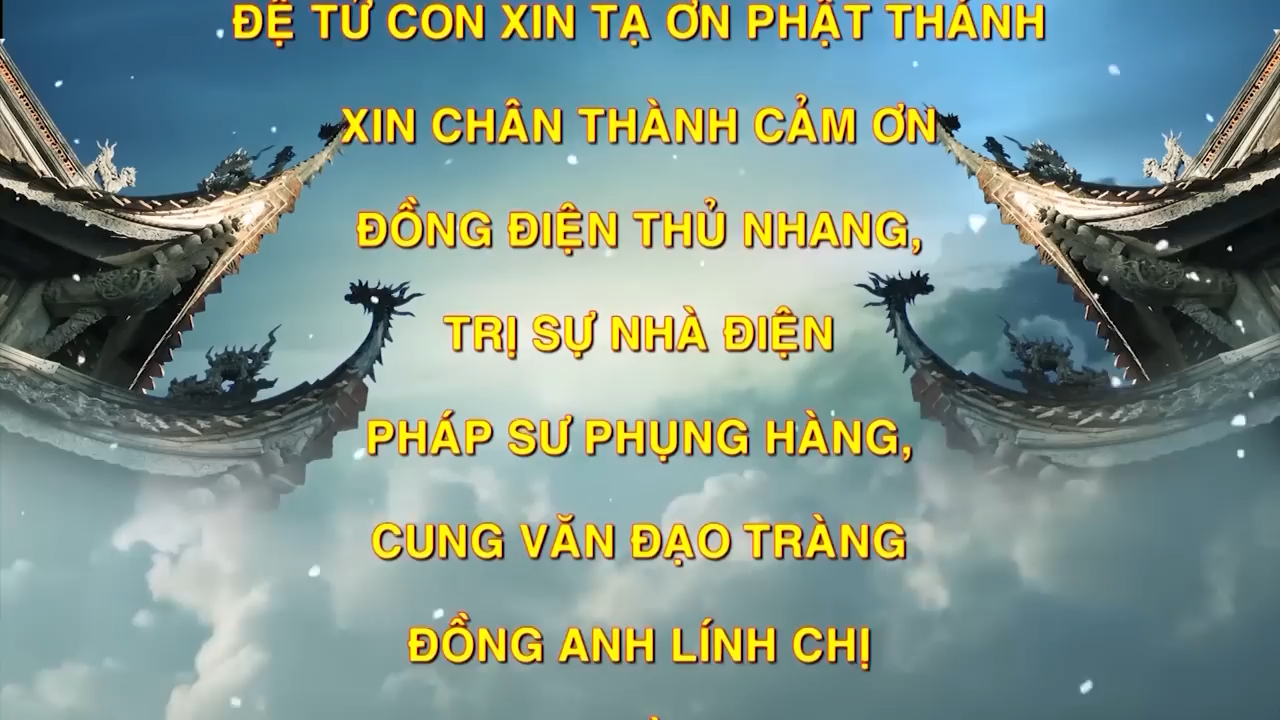 ĐỆ TỬ CON XIN TẠ ƠN PHẬT THÁNH
XIN CHÂN THÀNH CẢM ƠN
ĐỒNG ĐIỆN THỦ NHANG,
TRỊ SỰ NHÀ ĐIỆN
PHÁP SƯ PHỤNG HÀNG,
CUNG VĂN ĐẠO TRÀNG
ĐỒNG ANH LÍNH CHỊ